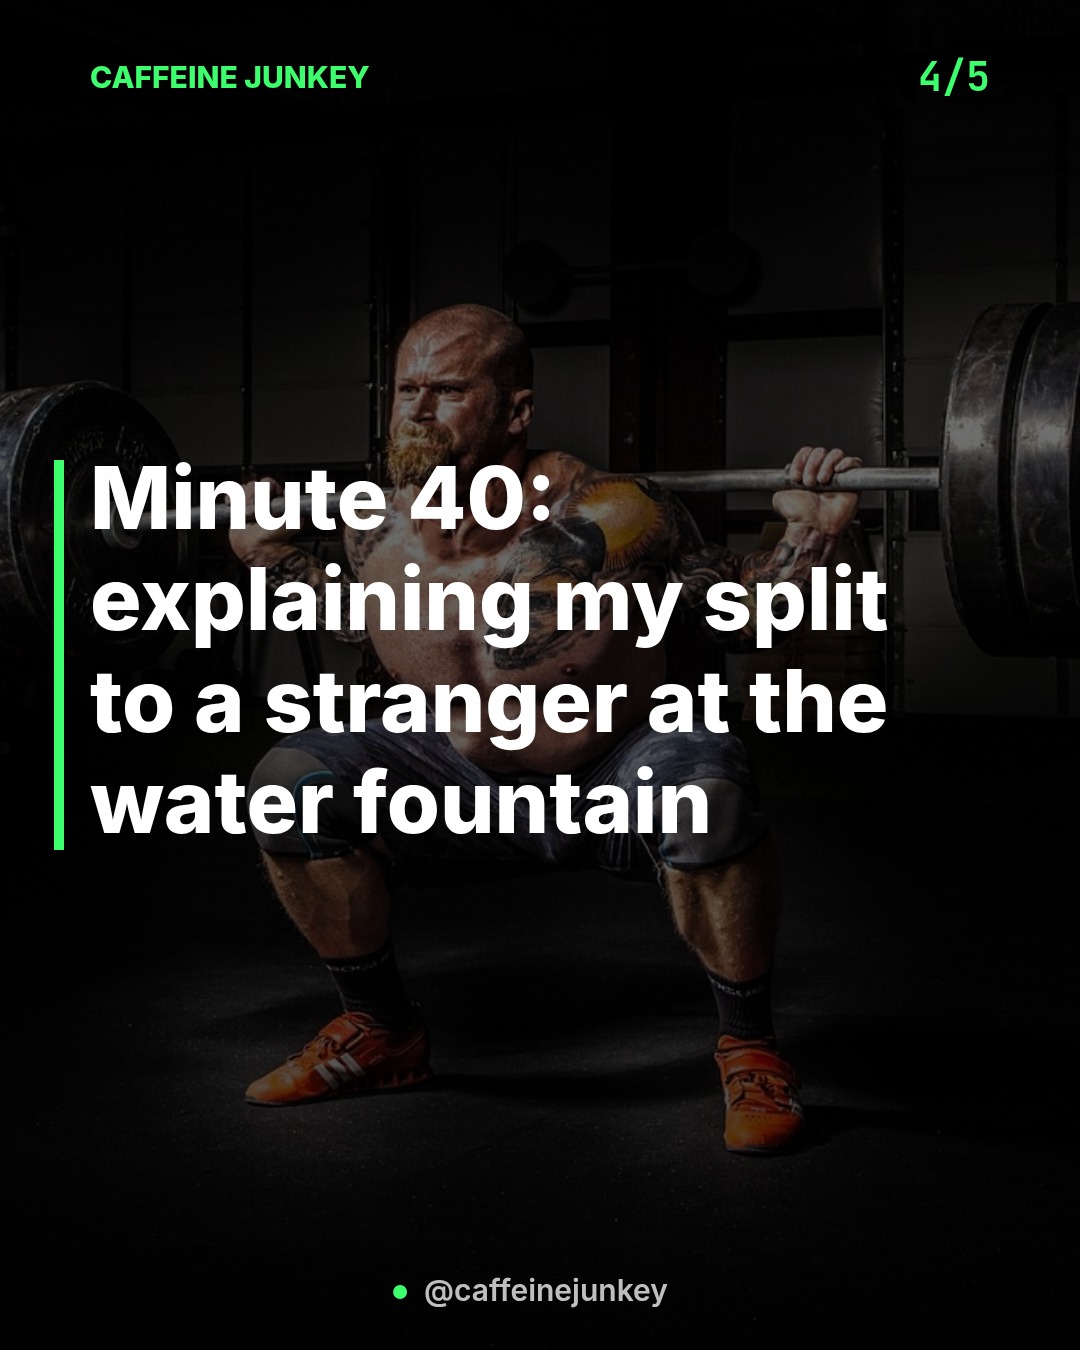 CAFFEINE JUNKEY
4/5
Minute 40:
explaining my split
to a stranger at the
water fountain
@caffeinejunkey